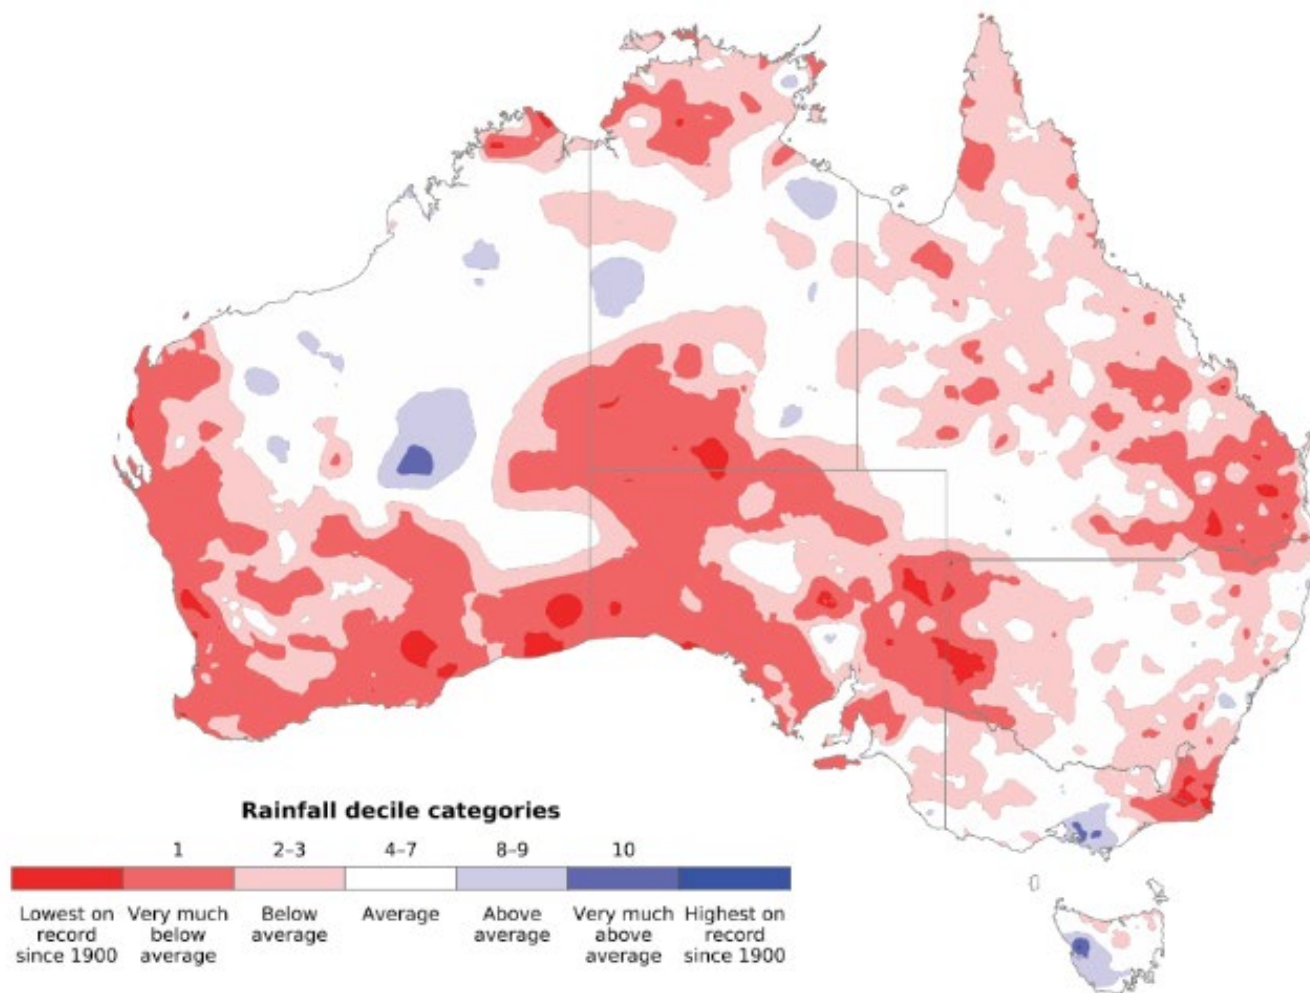 Rainfall decile categories
1 2–3 4–7 8–9 10
Lowest on Very much Below Average Above Very much Highest on
record below average average above record
since 1900 average average since 1900